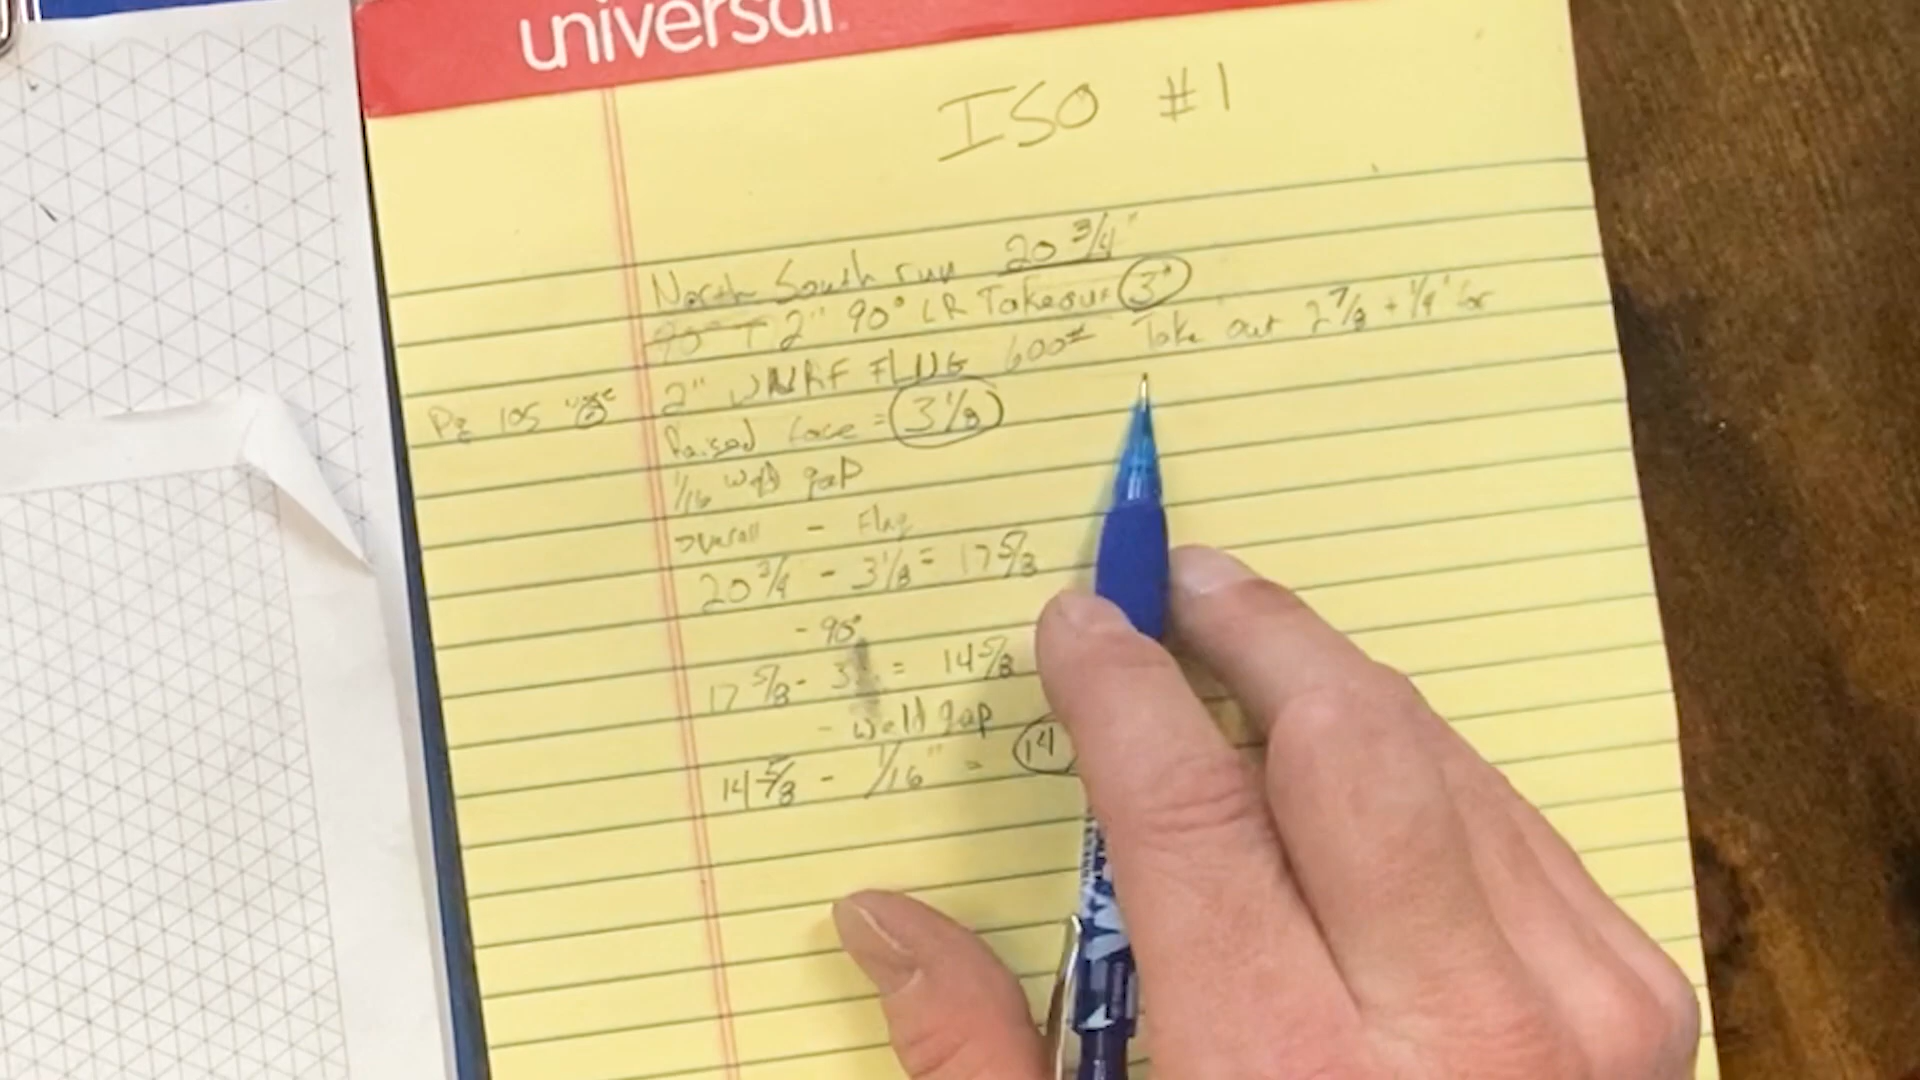 universal
ISO #1
North South run 20 3/4"
90° T 2" 90° LR Takeout 3"
2" WNRF FLNG 600# Take out 2 7/8 + 1/4" for
Pg 105
Raised face = 3 1/8
1/16 weld gap
overall - Flng
20 3/4 - 3 1/8 = 17 5/8
- 90°
17 5/8 - 3 = 14 5/8
- weld gap
14 5/8 - 1/16" = 14